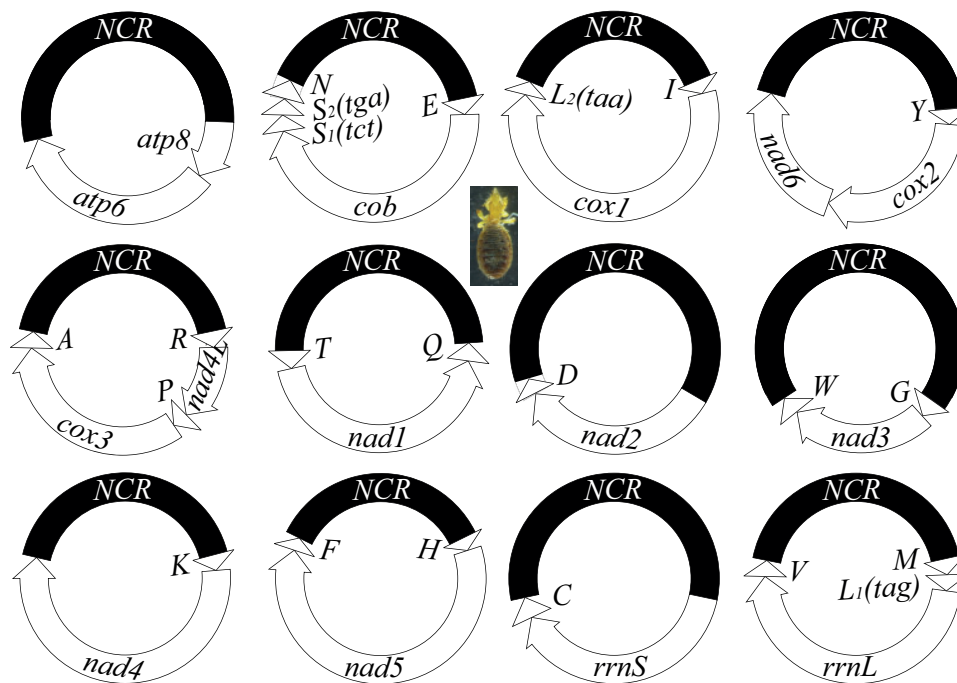 NCR
atp8
atp6
NCR
N
S2(tga)
S1(tct)
E
cob
NCR
L2(taa)
I
cox1
NCR
Y
nad6
cox2
NCR
A
R
nad4L
P
cox3
NCR
T
Q
nad1
NCR
D
nad2
NCR
W
G
nad3
NCR
K
nad4
NCR
F
H
nad5
NCR
C
rrnS
NCR
V
M
L1(tag)
rrnL